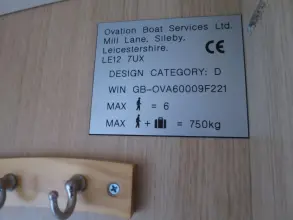 Ovation Boat Services Ltd.
Mill Lane, Sileby,
Leicestershire.
LE12 7UX
CE
DESIGN CATEGORY: D
WIN GB-OVA60009F221
MAX = 6
MAX + = 750kg